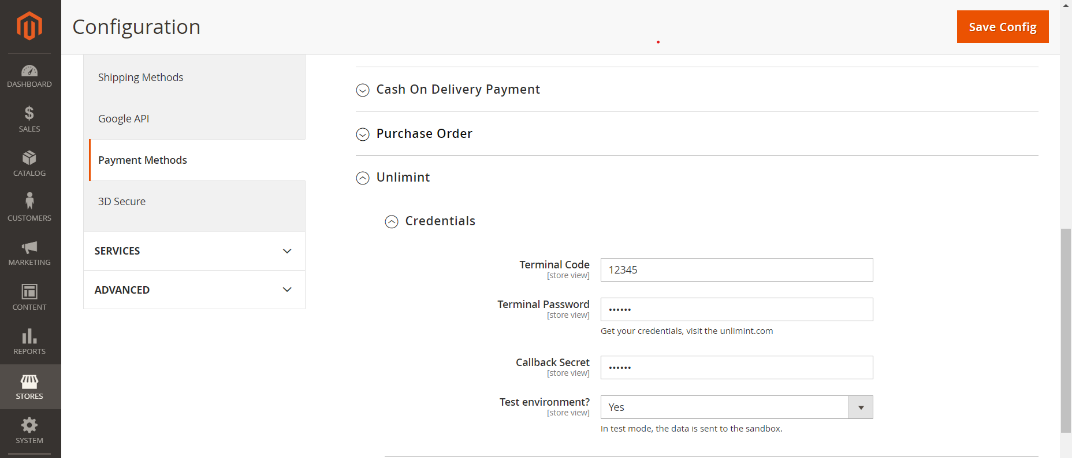 Configuration
Save Config
DASHBOARD
$
SALES
CATALOG
CUSTOMERS
MARKETING
CONTENT
REPORTS
STORES
SYSTEM
Shipping Methods
Google API
Payment Methods
3D Secure
SERVICES
ADVANCED
Cash On Delivery Payment
Purchase Order
Unlimint
Credentials
Terminal Code
[store view]
12345
Terminal Password
[store view]
••••••
Get your credentials, visit the unlimint.com
Callback Secret
[store view]
••••••
Test environment?
[store view]
Yes
In test mode, the data is sent to the sandbox.